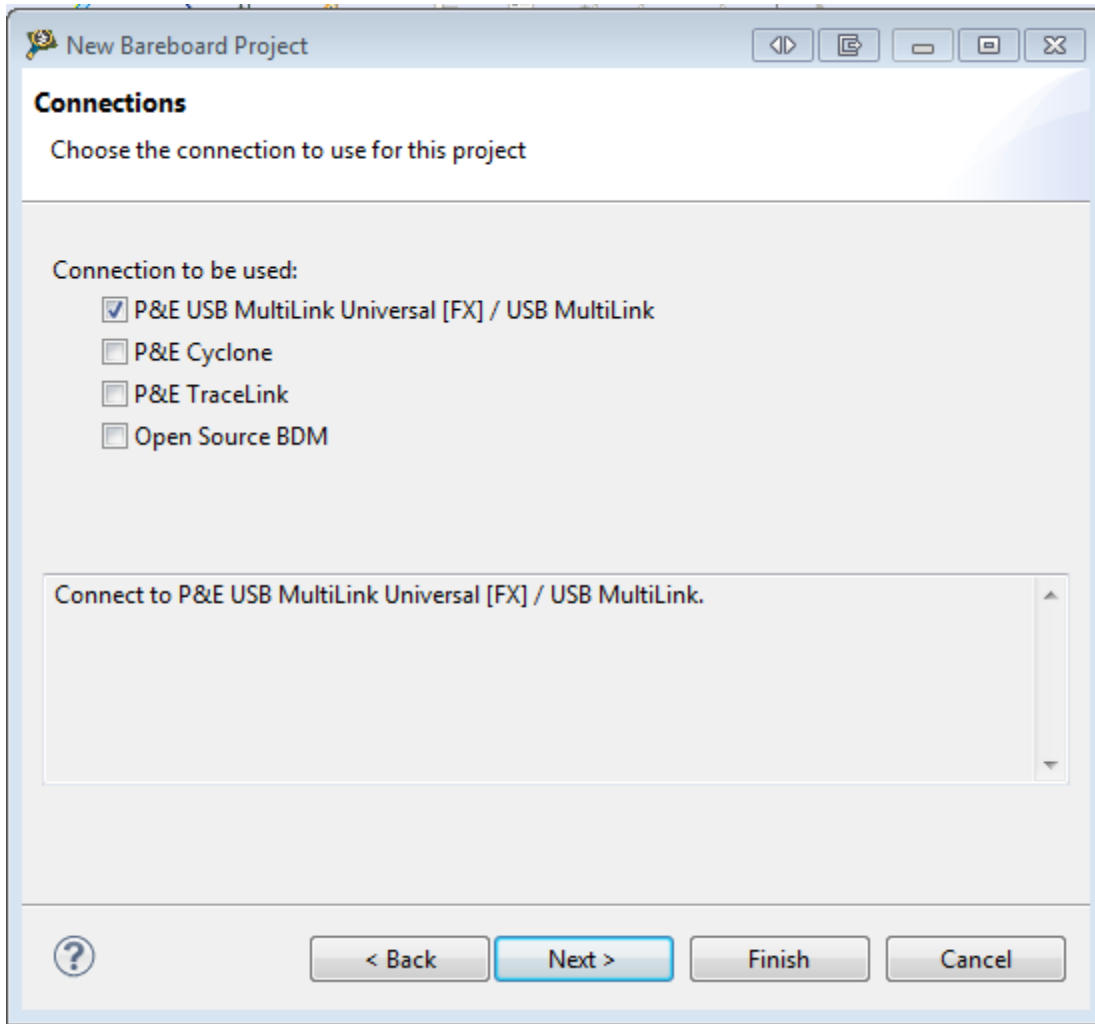 New Bareboard Project
Connections
Choose the connection to use for this project
Connection to be used:
P&E USB MultiLink Universal [FX] / USB MultiLink
P&E Cyclone
P&E TraceLink
Open Source BDM
Connect to P&E USB MultiLink Universal [FX] / USB MultiLink.
?
< Back
Next >
Finish
Cancel